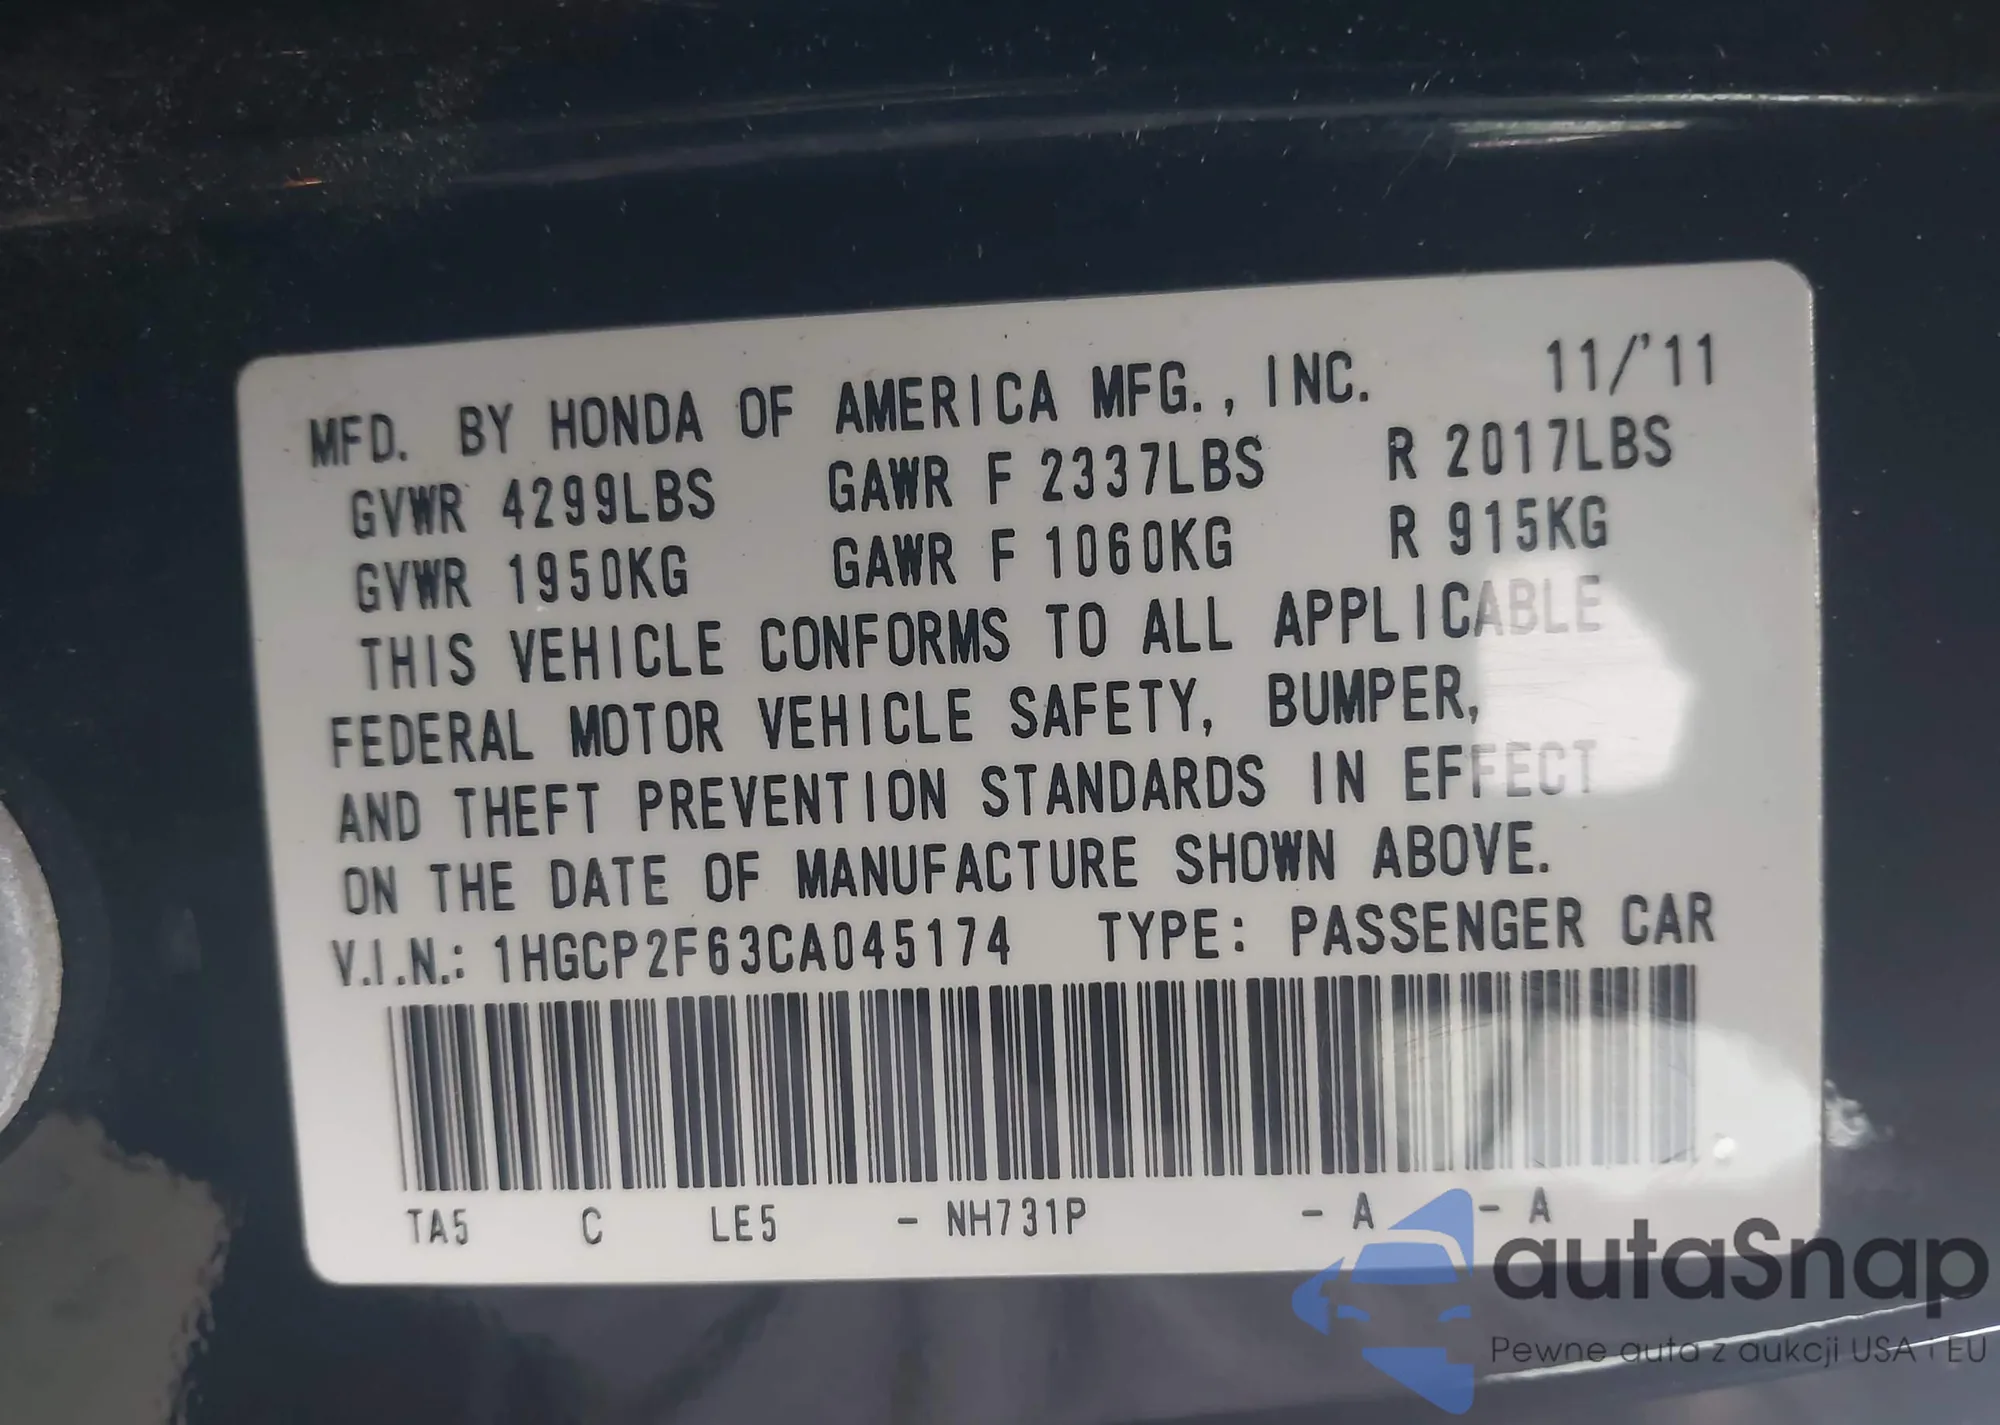 MFD. BY HONDA OF AMERICA MFG., INC. 11/'11
GVWR 4299LBS GAWR F 2337LBS R 2017LBS
GVWR 1950KG GAWR F 1060KG R 915KG
THIS VEHICLE CONFORMS TO ALL APPLICABLE
FEDERAL MOTOR VEHICLE SAFETY, BUMPER,
AND THEFT PREVENTION STANDARDS IN EFFECT
ON THE DATE OF MANUFACTURE SHOWN ABOVE.
V.I.N.: 1HGCP2F63CA045174 TYPE: PASSENGER CAR
TA5 C LE5 - NH731P - A - A
autaSnap
Pewne auta z aukcji USA i EU